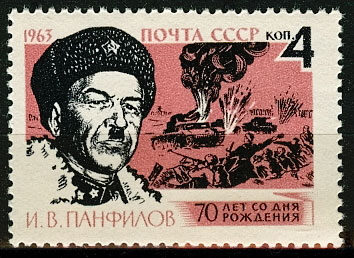 1963 ПОЧТА СССР КОП. 4
И. В. ПАНФИЛОВ
70 ЛЕТ СО ДНЯ
РОЖДЕНИЯ